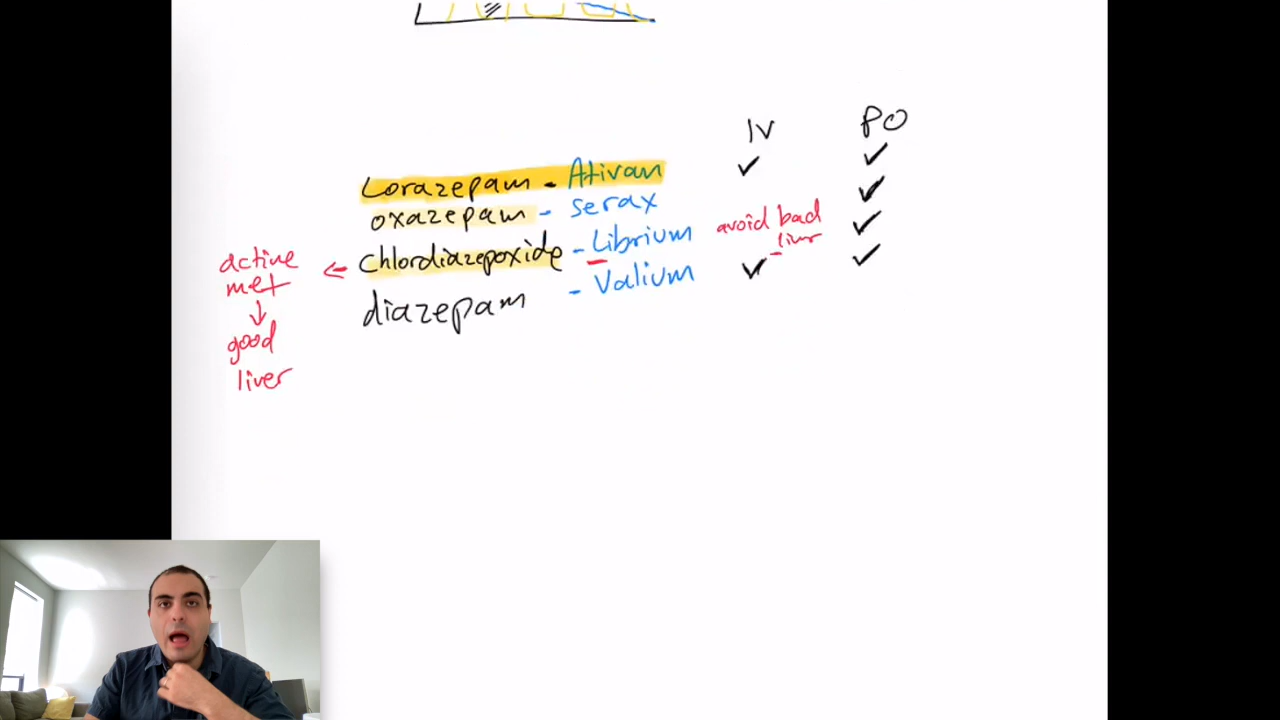 IV PO
Lorazepam - Ativan ✓ ✓
oxazepam - serax ✓
chlordiazepoxide - Librium avoid bad liver ✓
diazepam - Valium ✓ ✓
active
met
↓
good
liver